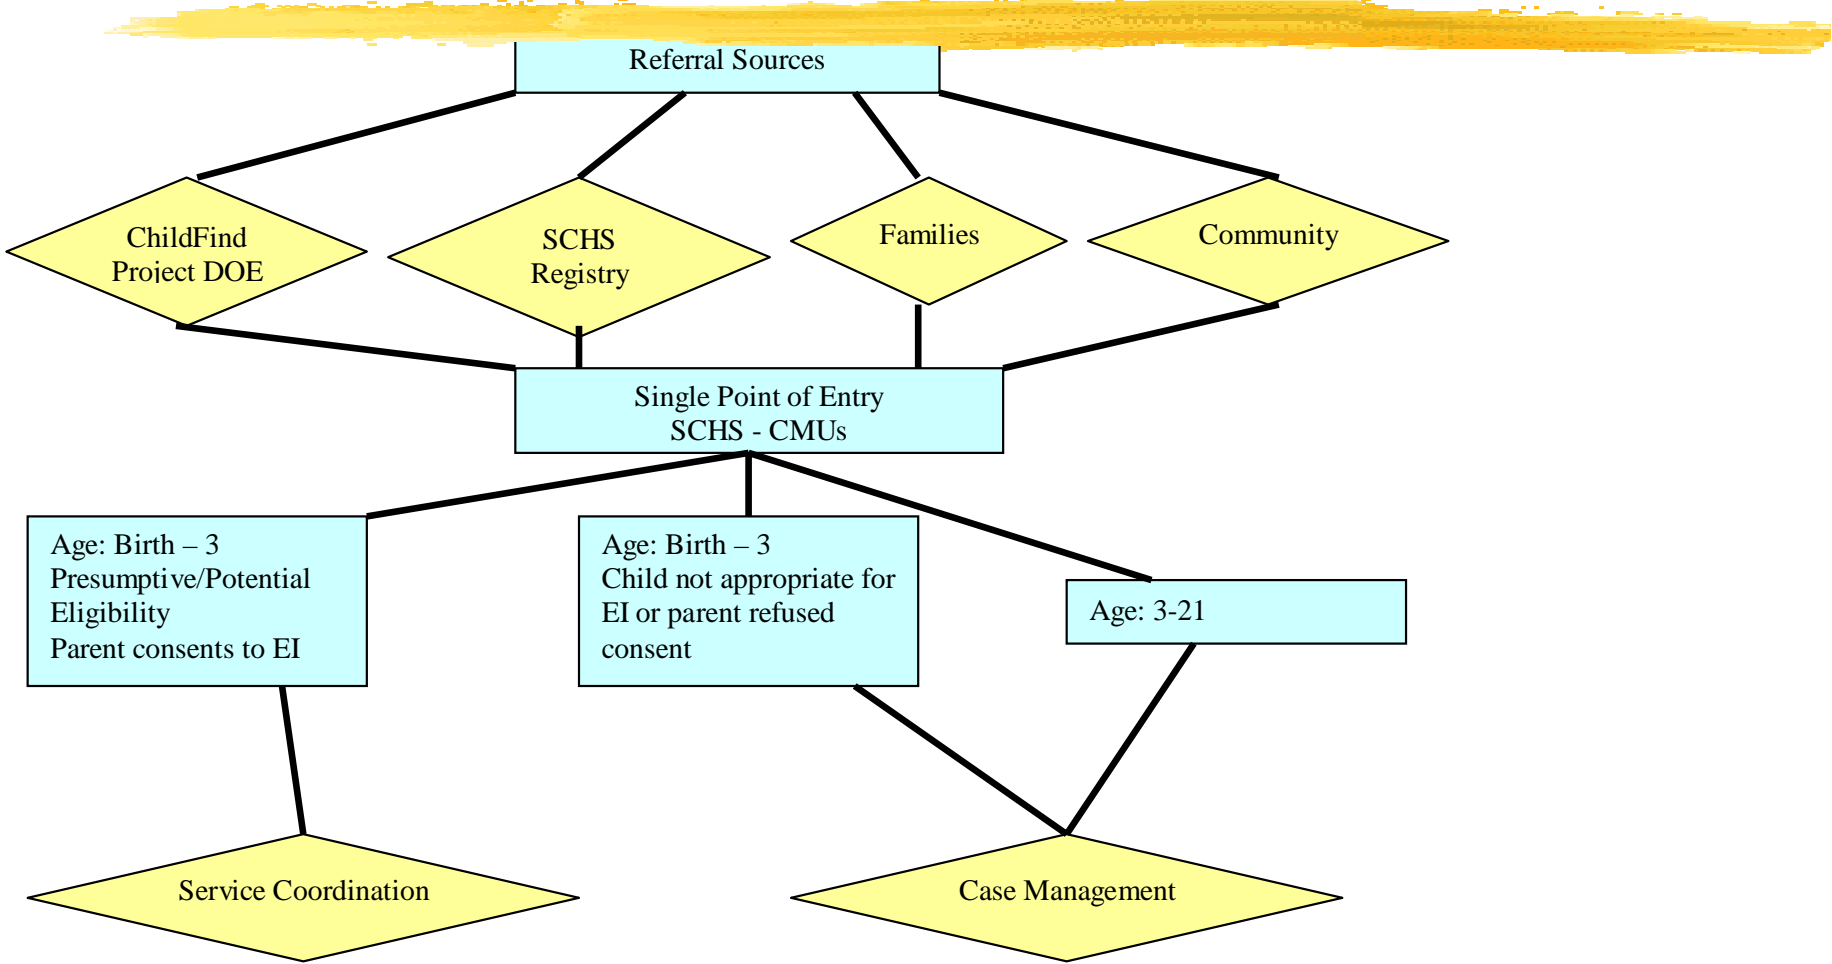 Referral Sources
ChildFind
Project DOE
SCHS
Registry
Families
Community
Single Point of Entry
SCHS - CMUs
Age: Birth – 3
Presumptive/Potential
Eligibility
Parent consents to EI
Age: Birth – 3
Child not appropriate for
EI or parent refused
consent
Age: 3-21
Service Coordination
Case Management